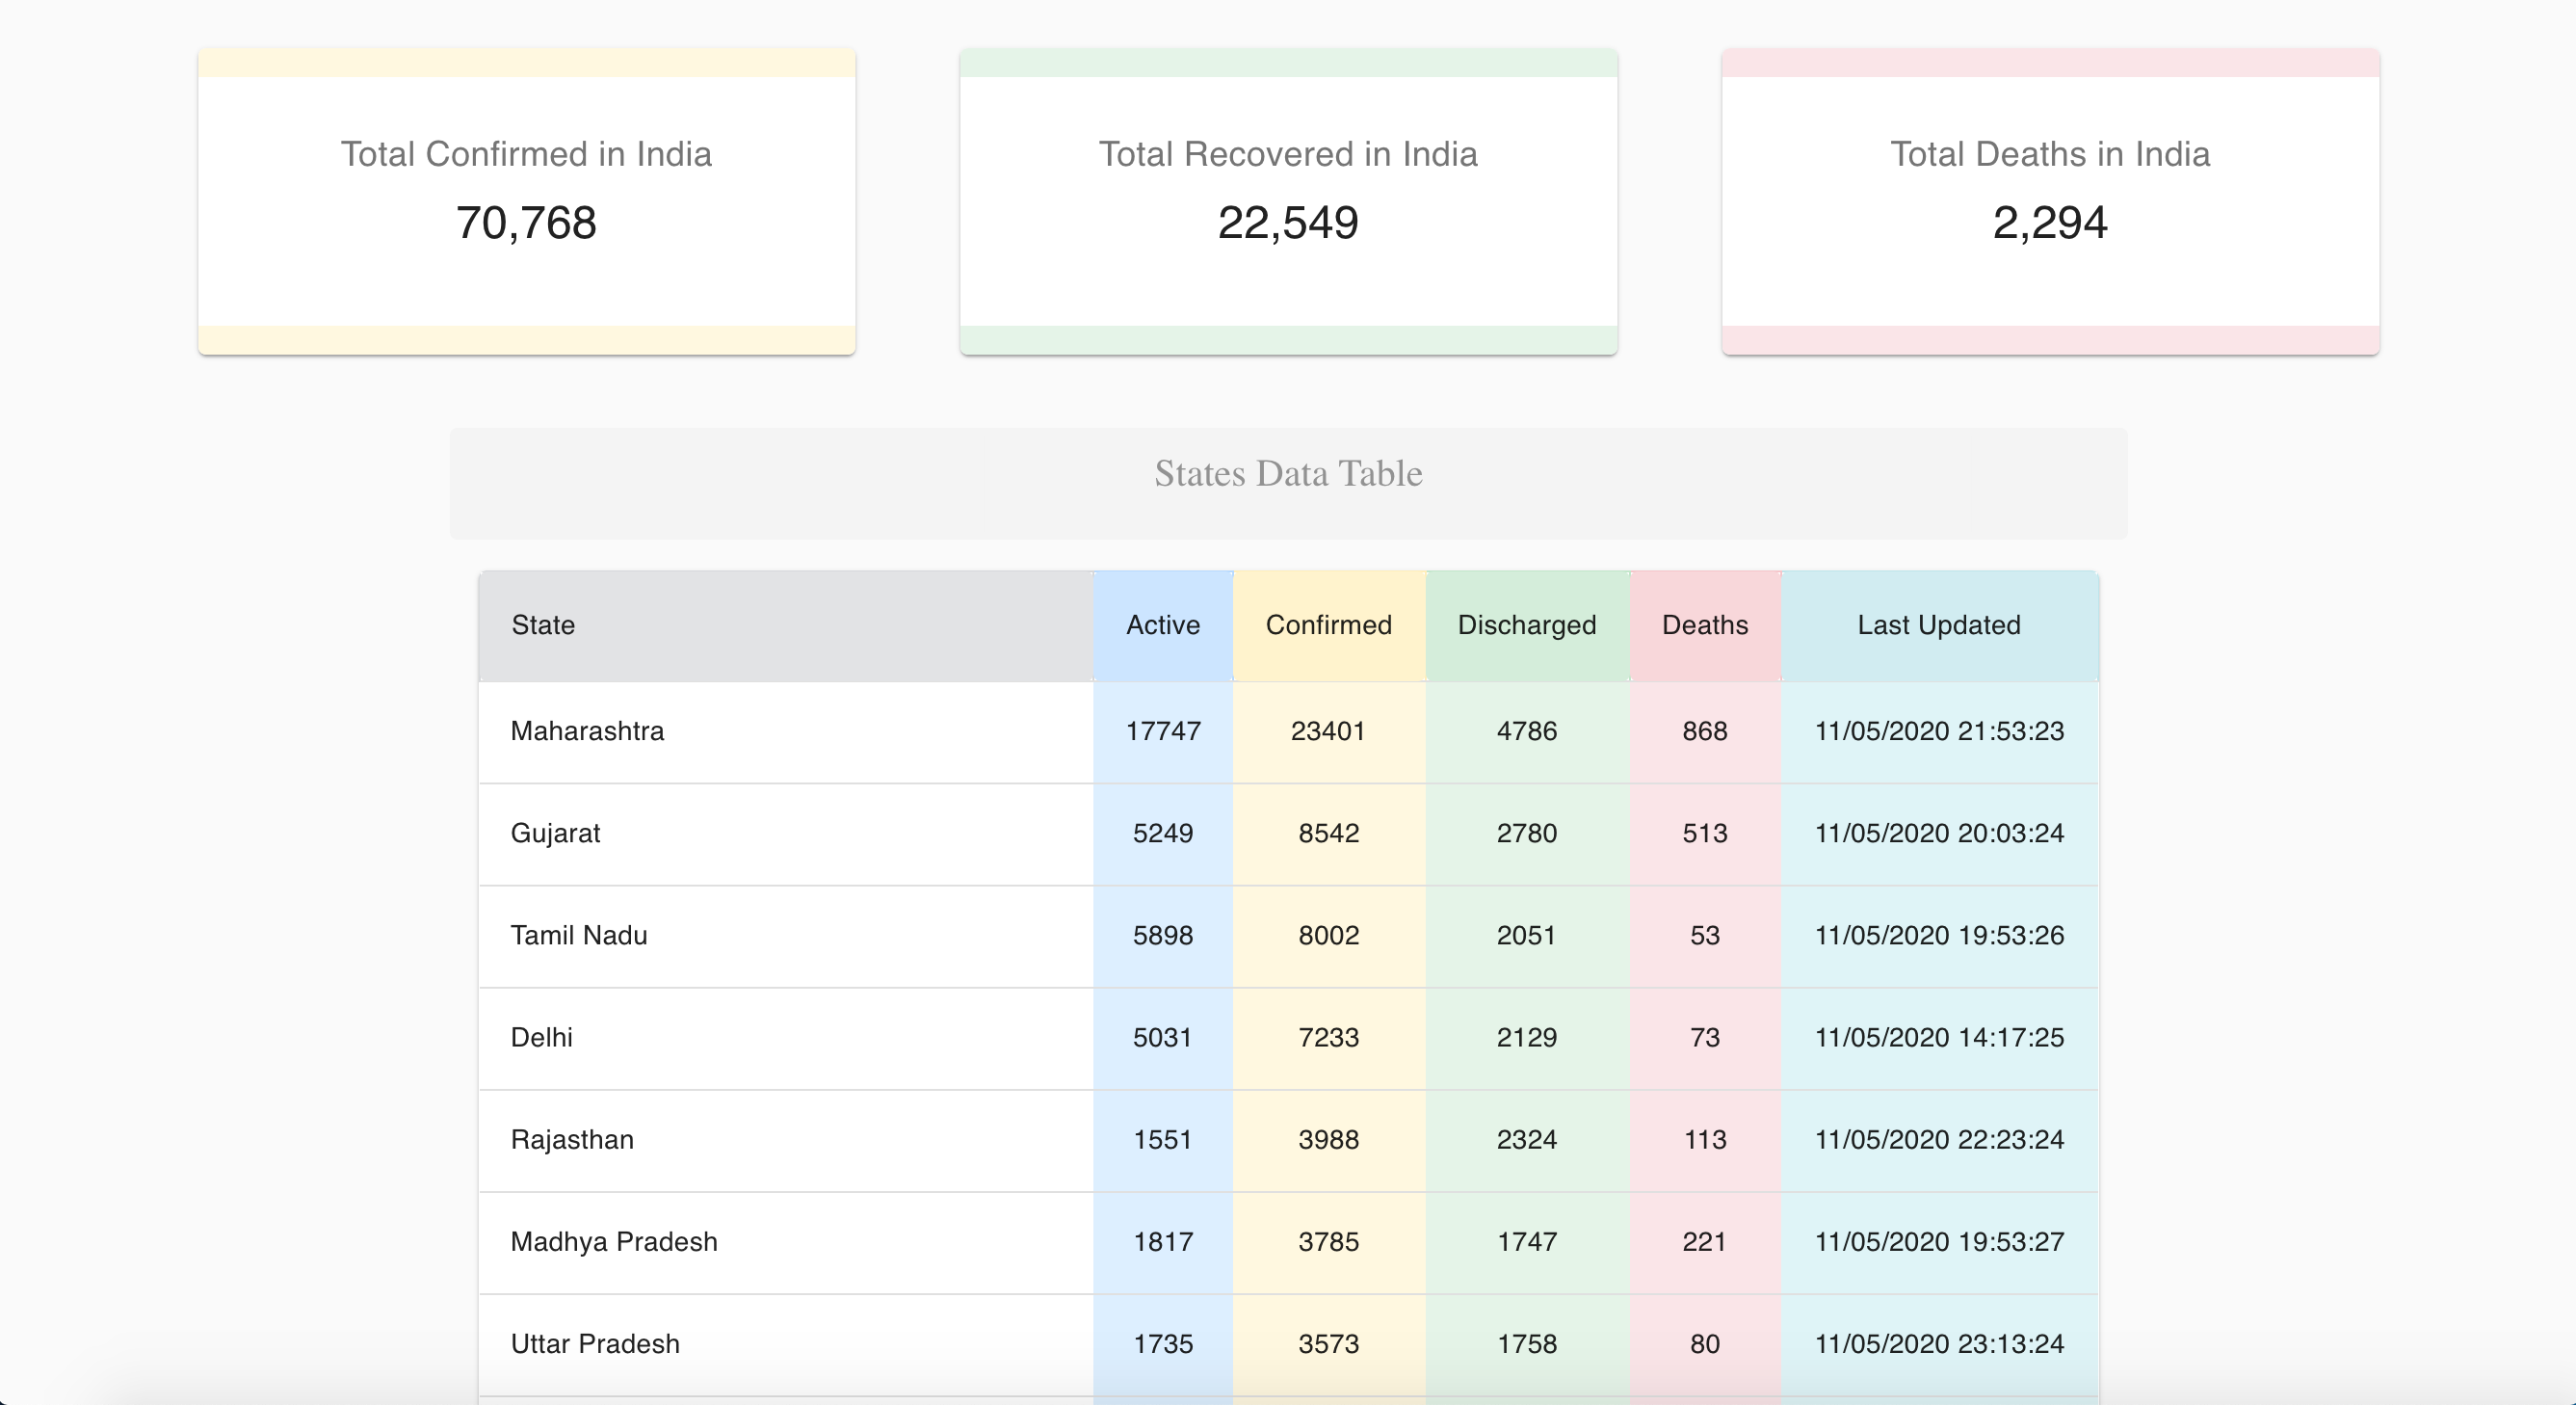 Total Confirmed in India
70,768
Total Recovered in India
22,549
Total Deaths in India
2,294
States Data Table
State Active Confirmed Discharged Deaths Last Updated
Maharashtra 17747 23401 4786 868 11/05/2020 21:53:23
Gujarat 5249 8542 2780 513 11/05/2020 20:03:24
Tamil Nadu 5898 8002 2051 53 11/05/2020 19:53:26
Delhi 5031 7233 2129 73 11/05/2020 14:17:25
Rajasthan 1551 3988 2324 113 11/05/2020 22:23:24
Madhya Pradesh 1817 3785 1747 221 11/05/2020 19:53:27
Uttar Pradesh 1735 3573 1758 80 11/05/2020 23:13:24